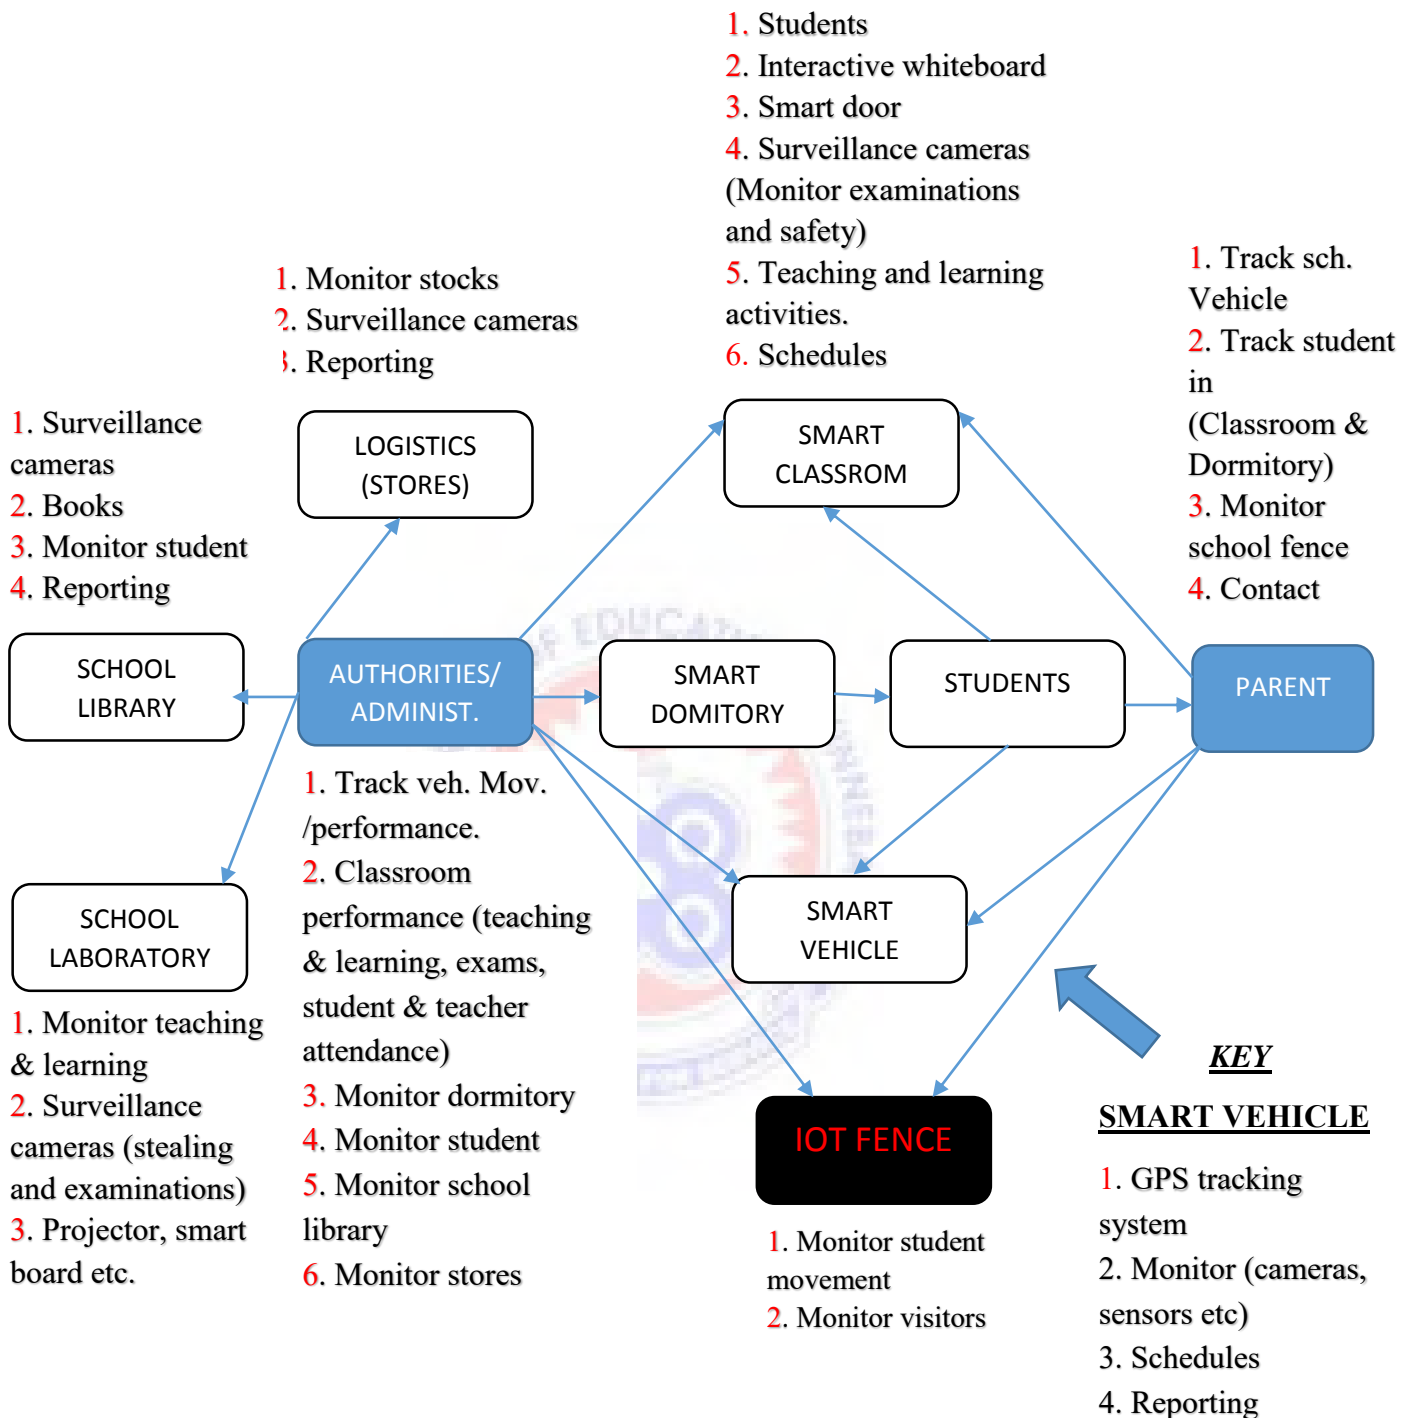 1. Students
2. Interactive whiteboard
3. Smart door
4. Surveillance cameras
(Monitor examinations
and safety)
5. Teaching and learning
activities.
6. Schedules
1. Monitor stocks
2. Surveillance cameras
3. Reporting
1. Track sch.
Vehicle
2. Track student
in
(Classroom &
Dormitory)
3. Monitor
school fence
4. Contact
1. Surveillance
cameras
2. Books
3. Monitor student
4. Reporting
LOGISTICS
(STORES)
SMART
CLASSROM
SCHOOL
LIBRARY
AUTHORITIES/
ADMINIST.
SMART
DOMITORY
STUDENTS
PARENT
1. Track veh. Mov.
/performance.
2. Classroom
performance (teaching
& learning, exams,
student & teacher
attendance)
3. Monitor dormitory
4. Monitor student
5. Monitor school
library
6. Monitor stores
SCHOOL
LABORATORY
1. Monitor teaching
& learning
2. Surveillance
cameras (stealing
and examinations)
3. Projector, smart
board etc.
SMART
VEHICLE
IOT FENCE
1. Monitor student
movement
2. Monitor visitors
KEY
SMART VEHICLE
1. GPS tracking
system
2. Monitor (cameras,
sensors etc)
3. Schedules
4. Reporting